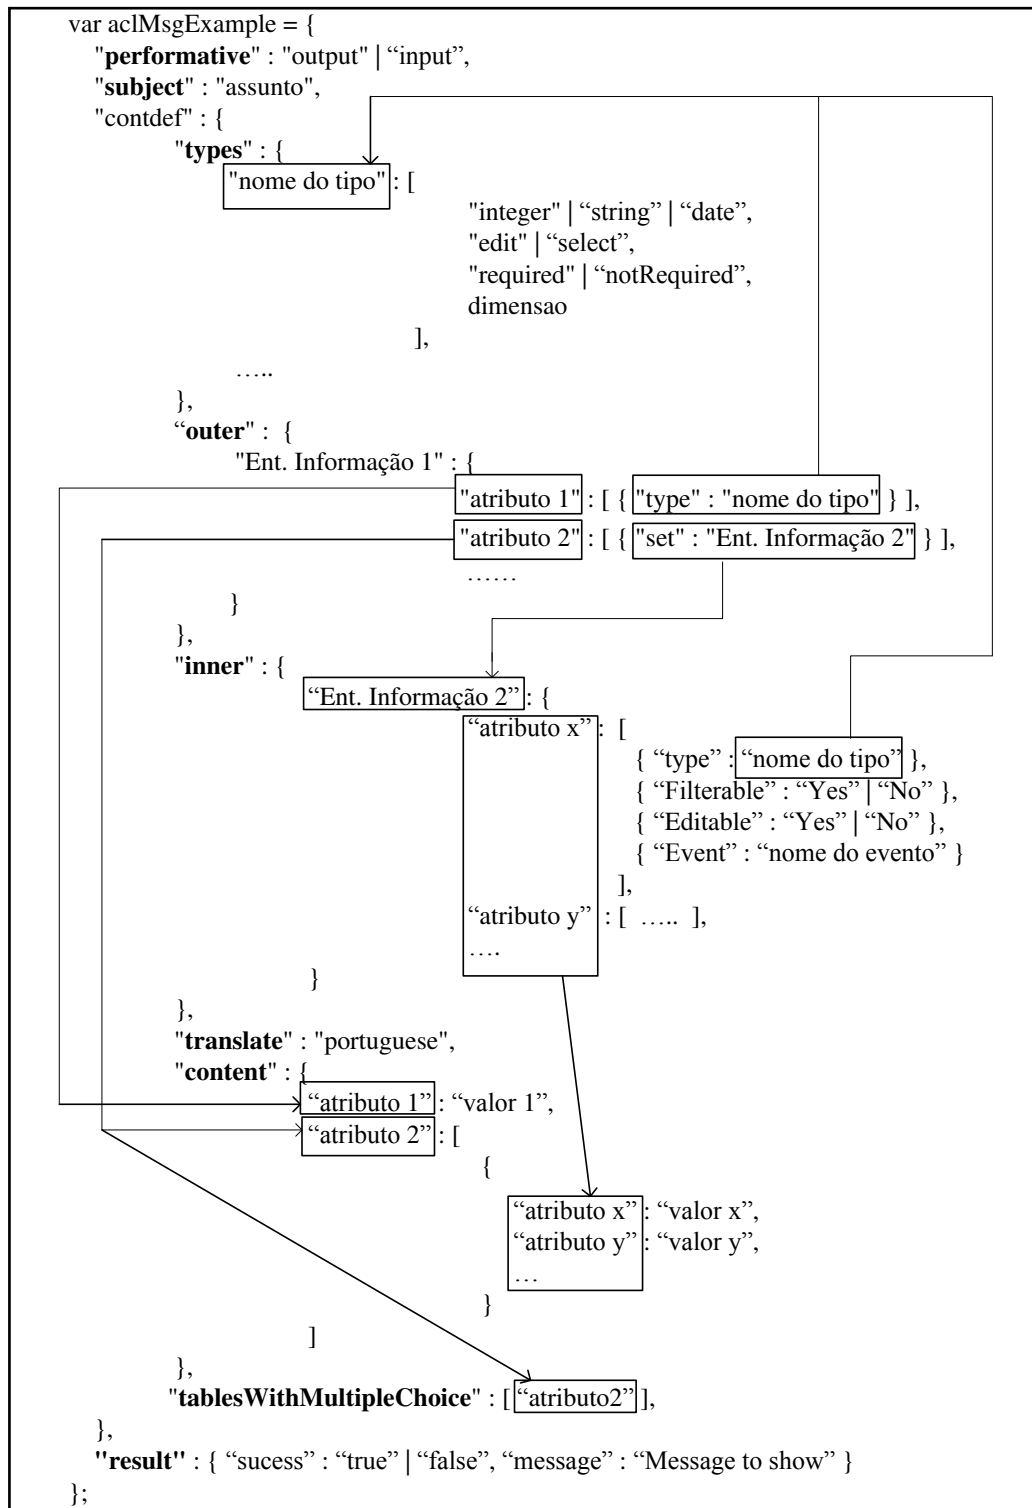 var aclMsgExample = {
"performative" : "output" | “input”,
"subject" : "assunto",
"contdef" : {
"types" : {
"nome do tipo" : [
"integer" | “string” | “date”,
"edit" | “select”,
"required" | “notRequired”,
dimensao
],
…..
},
“outer" : {
"Ent. Informação 1" : {
"atributo 1" : [ { "type" : "nome do tipo" } ],
"atributo 2" : [ { "set" : "Ent. Informação 2" } ],
……
}
},
"inner" : {
“Ent. Informação 2” : {
“atributo x” : [
{ “type” : “nome do tipo” },
{ “Filterable” : “Yes” | “No” },
{ “Editable” : “Yes” | “No” },
{ “Event” : “nome do evento” }
],
“atributo y” : [ ….. ],
….
}
},
"translate" : "portuguese",
"content" : {
“atributo 1” : “valor 1”,
“atributo 2” : [
{
“atributo x” : “valor x”,
“atributo y” : “valor y”,
…
}
]
},
"tablesWithMultipleChoice" : [ “atributo2” ],
},
"result" : { “sucess” : “true” | “false”, “message” : “Message to show” }
};